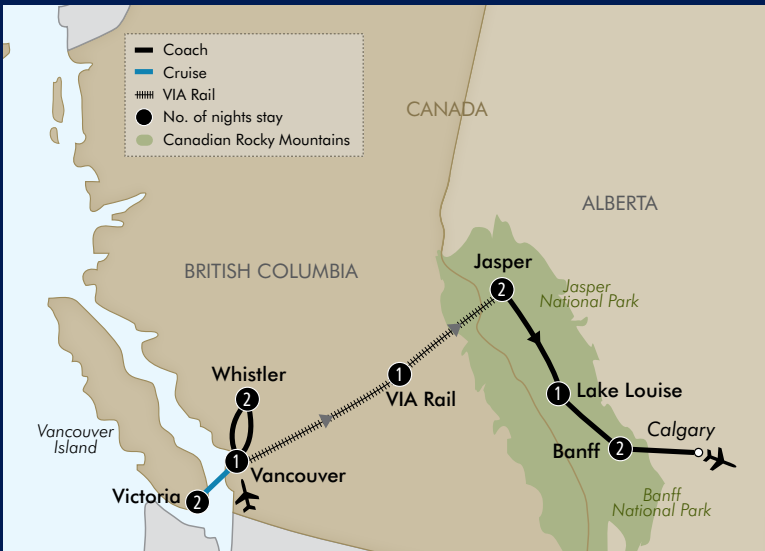 Coach
Cruise
VIA Rail
No. of nights stay
Canadian Rocky Mountains
CANADA
ALBERTA
BRITISH COLUMBIA
Jasper
2
Jasper
National Park
Whistler
2
1
VIA Rail
1
Lake Louise
Vancouver
Island
Calgary
Banff
2
1
Vancouver
Victoria
2
Banff
National Park